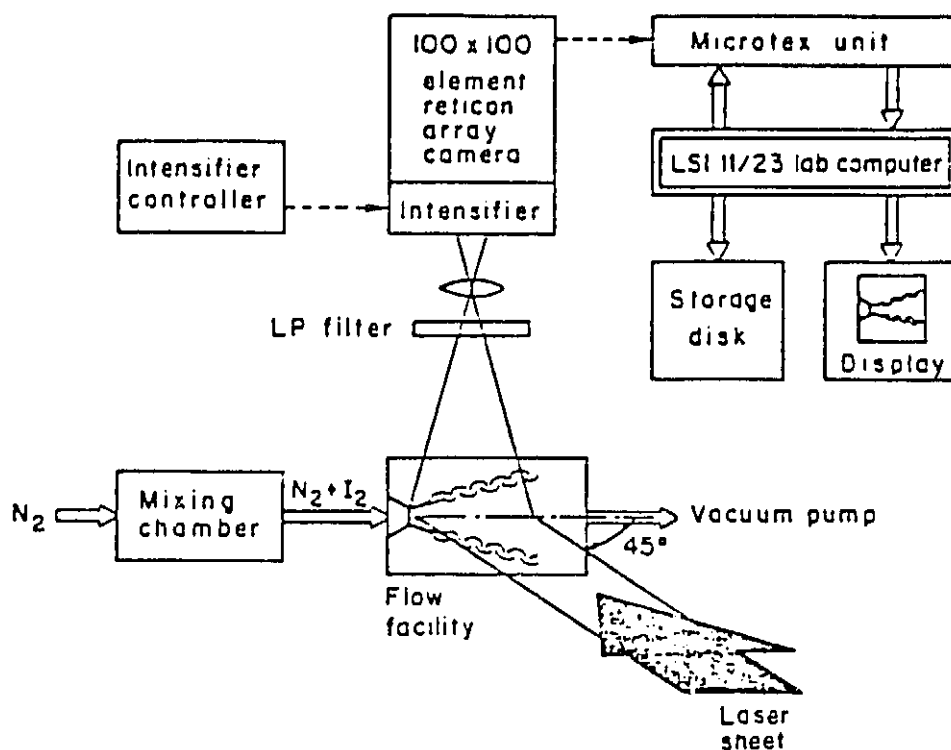 100 x 100
element
reticon
array
camera
Microtex unit
LSI 11/23 lab computer
Intensifier
controller
Intensifier
Storage
disk
Display
LP filter
N2
Mixing
chamber
N2 + I2
Vacuum pump
45°
Flow
facility
Laser
sheet